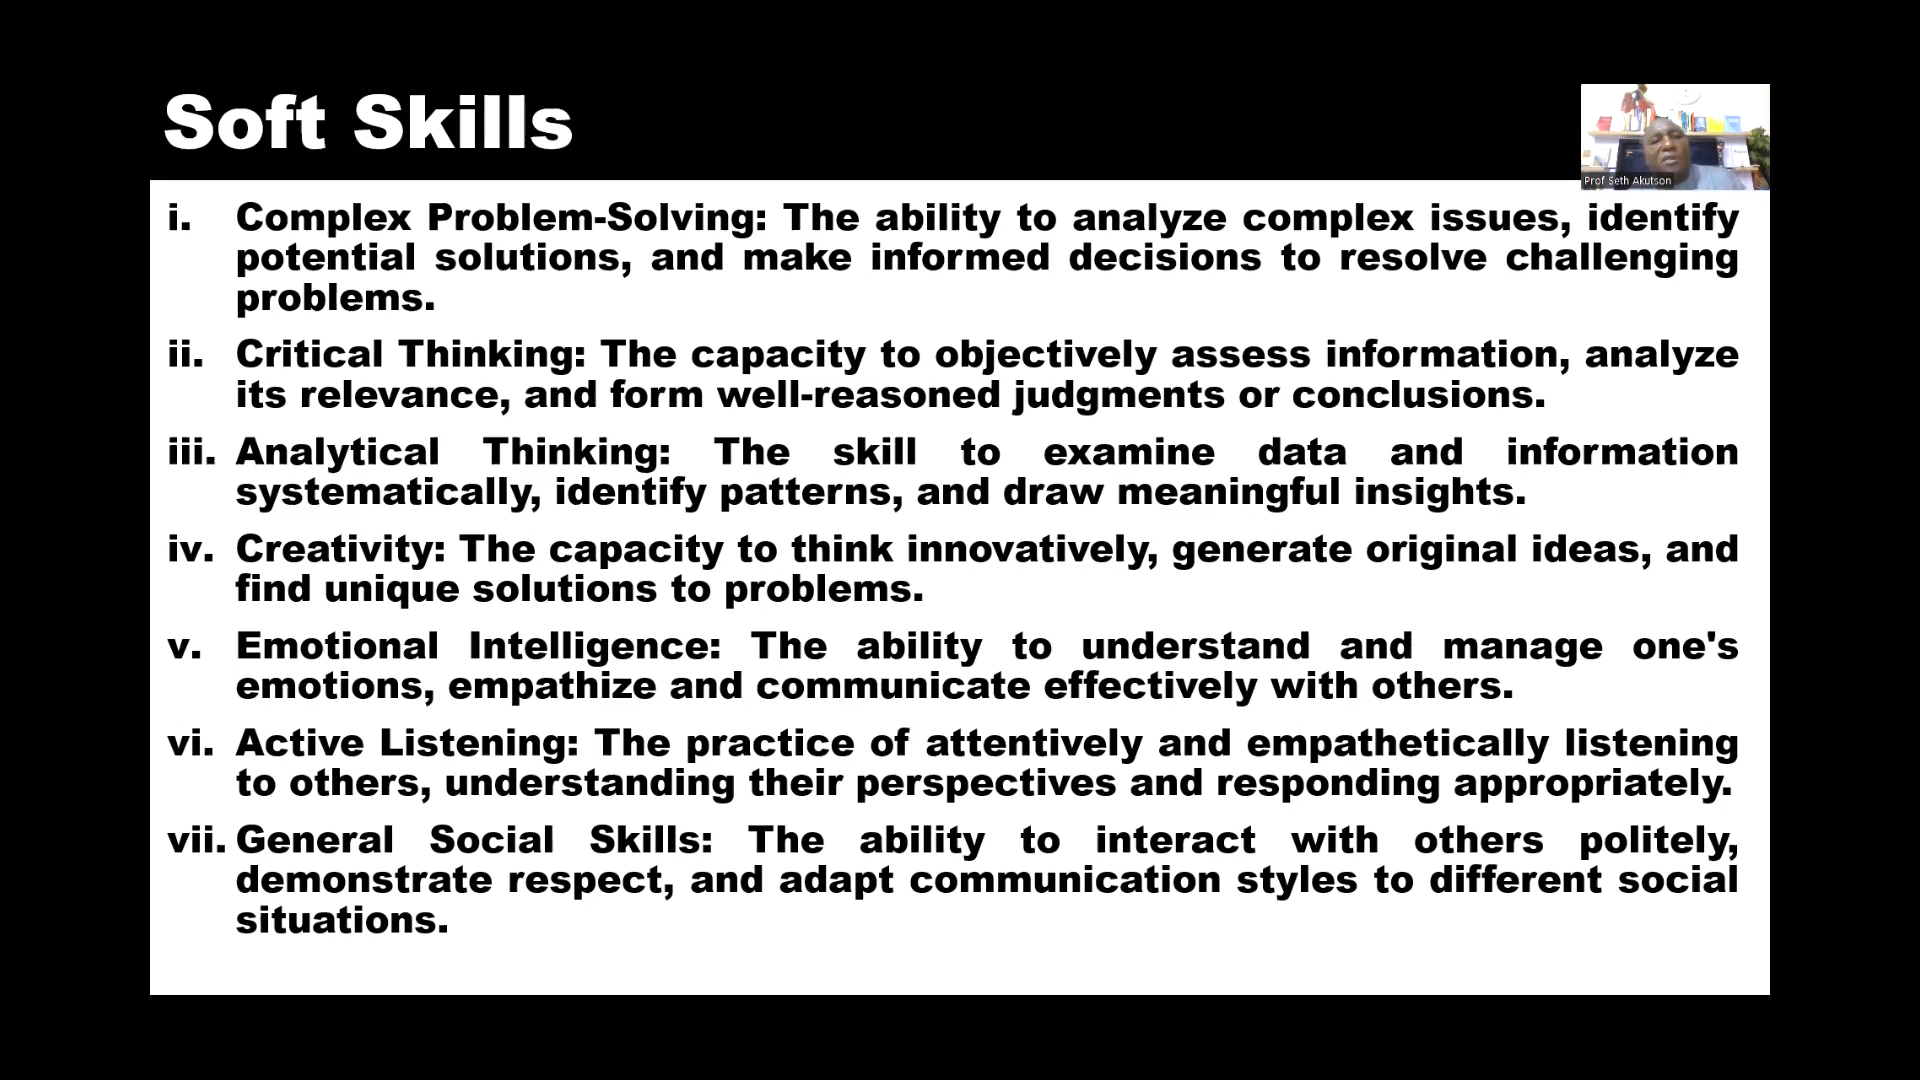 Soft Skills
Prof Seth Akutson
i. Complex Problem-Solving: The ability to analyze complex issues, identify
potential solutions, and make informed decisions to resolve challenging
problems.
ii. Critical Thinking: The capacity to objectively assess information, analyze
its relevance, and form well-reasoned judgments or conclusions.
iii. Analytical Thinking: The skill to examine data and information
systematically, identify patterns, and draw meaningful insights.
iv. Creativity: The capacity to think innovatively, generate original ideas, and
find unique solutions to problems.
v. Emotional Intelligence: The ability to understand and manage one's
emotions, empathize and communicate effectively with others.
vi. Active Listening: The practice of attentively and empathetically listening
to others, understanding their perspectives and responding appropriately.
vii. General Social Skills: The ability to interact with others politely,
demonstrate respect, and adapt communication styles to different social
situations.